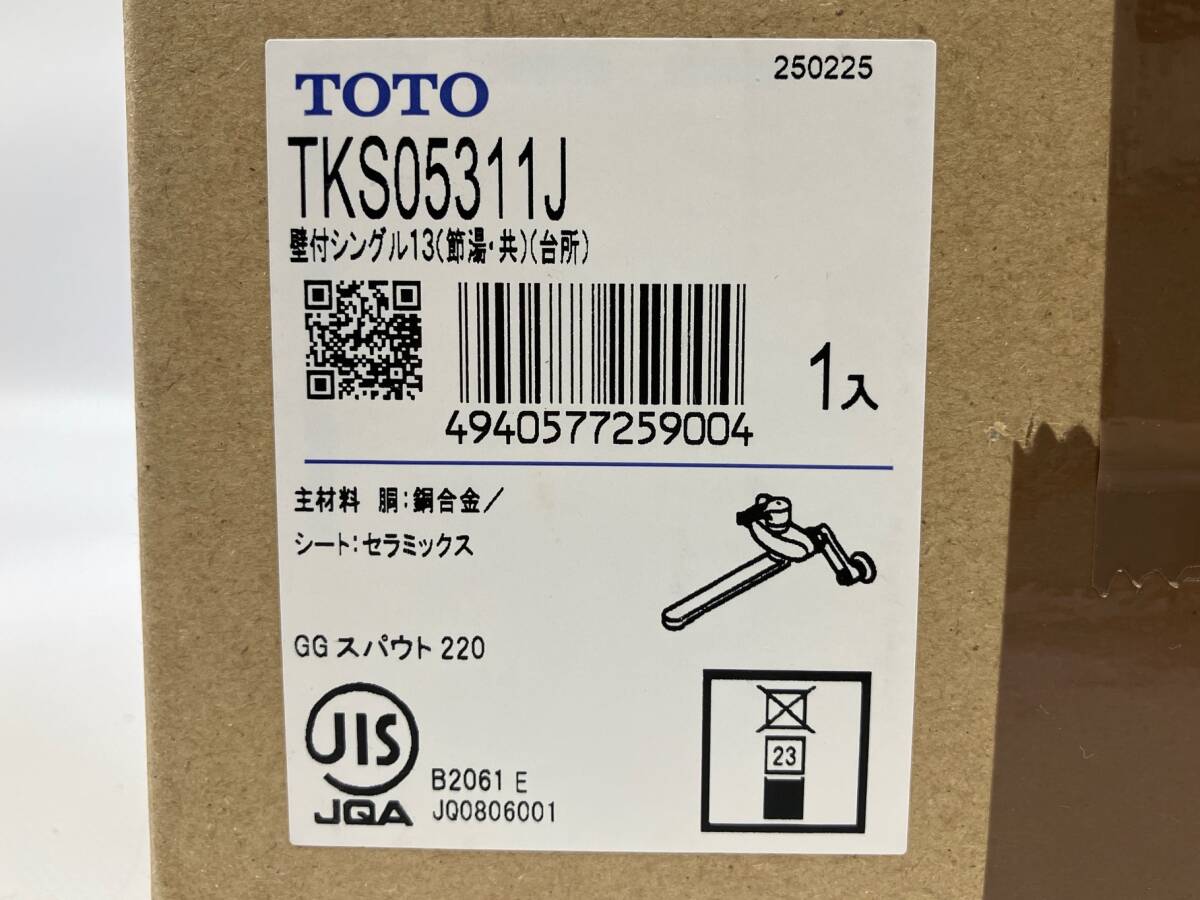 250225
TOTO
TKS05311J
壁付シングル13(節湯・共)(台所)
4940577259004
1入
主材料 胴:銅合金/
シート:セラミックス
GG スパウト 220
JIS
JQA
B2061 E
JQ0806001
23